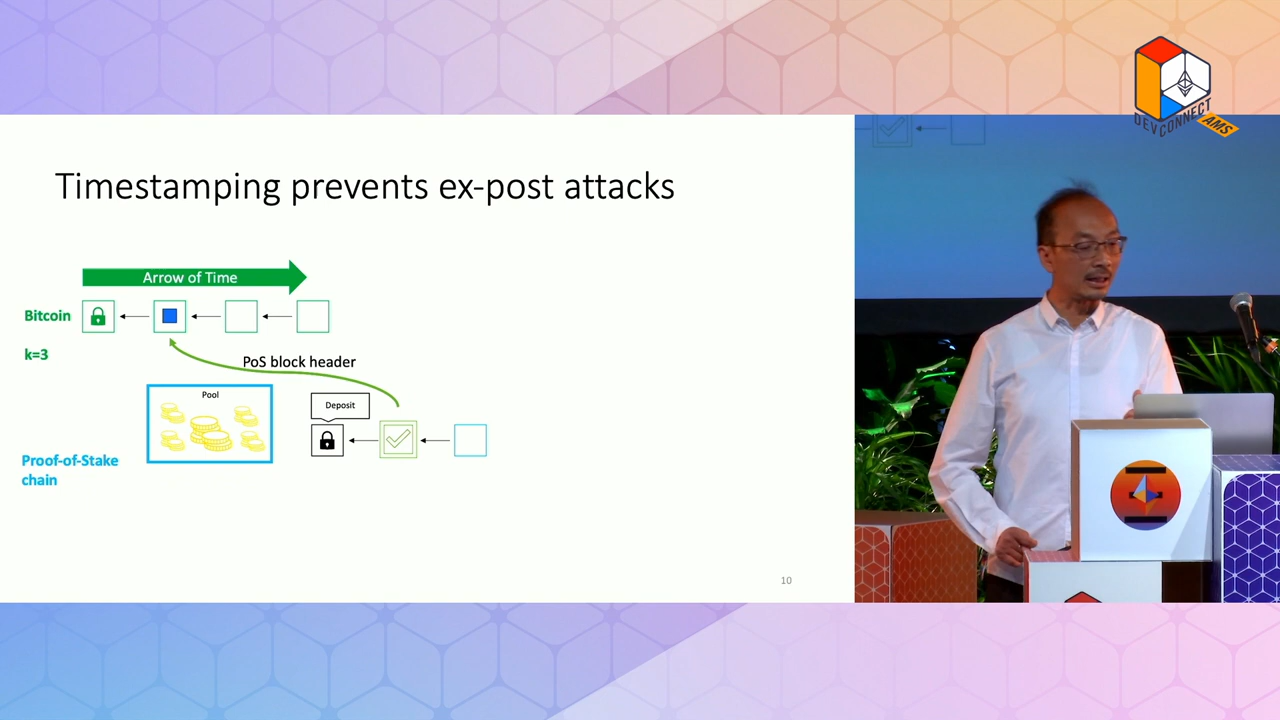 DEVCONNECT
AMS
Timestamping prevents ex-post attacks
Arrow of Time
Bitcoin
k=3
PoS block header
Pool
Deposit
Proof-of-Stake
chain
10